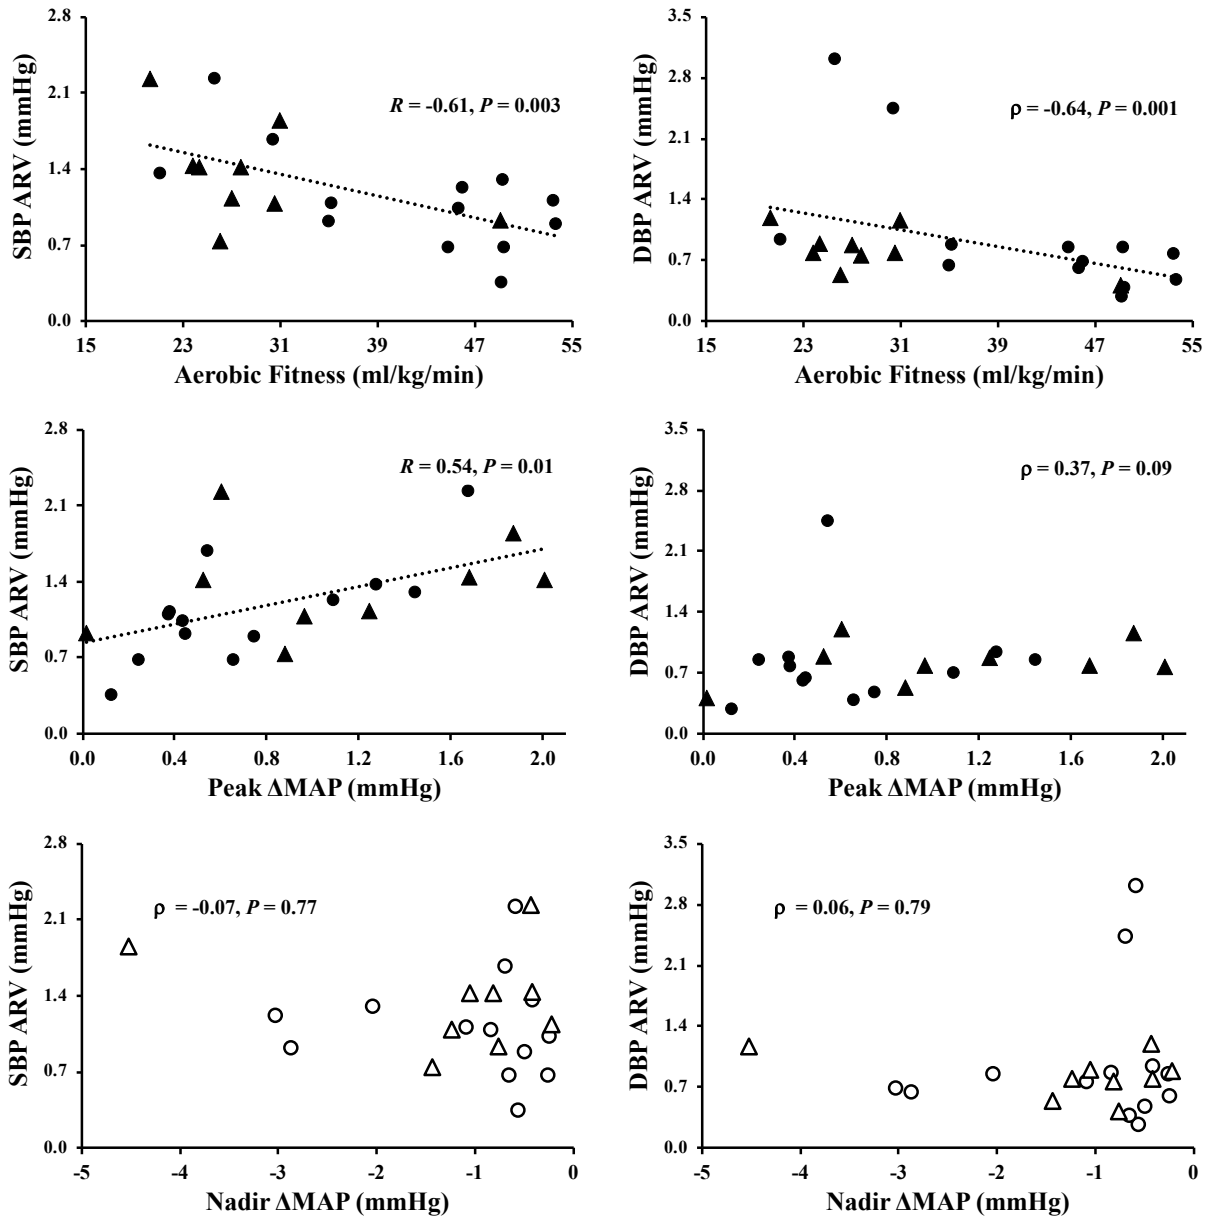 2.8
2.1
1.4
0.7
0.0
SBP ARV (mmHg)
R = -0.61, P = 0.003
15 23 31 39 47 55
Aerobic Fitness (ml/kg/min)
3.5
2.8
2.1
1.4
0.7
0.0
DBP ARV (mmHg)
ρ = -0.64, P = 0.001
15 23 31 39 47 55
Aerobic Fitness (ml/kg/min)
2.8
2.1
1.4
0.7
0.0
SBP ARV (mmHg)
R = 0.54, P = 0.01
0.0 0.4 0.8 1.2 1.6 2.0
Peak ΔMAP (mmHg)
3.5
2.8
2.1
1.4
0.7
0.0
DBP ARV (mmHg)
ρ = 0.37, P = 0.09
0.0 0.4 0.8 1.2 1.6 2.0
Peak ΔMAP (mmHg)
2.8
2.1
1.4
0.7
0.0
SBP ARV (mmHg)
ρ = -0.07, P = 0.77
-5 -4 -3 -2 -1 0
Nadir ΔMAP (mmHg)
3.5
2.8
2.1
1.4
0.7
0.0
DBP ARV (mmHg)
ρ = 0.06, P = 0.79
-5 -4 -3 -2 -1 0
Nadir ΔMAP (mmHg)